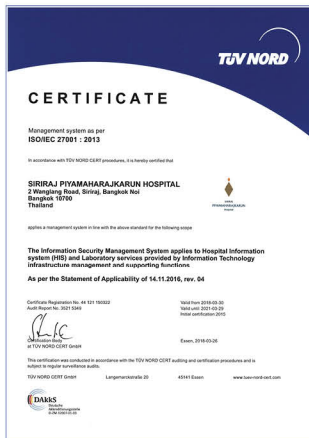 TÜV NORD
CERTIFICATE
Management system as per
ISO/IEC 27001 : 2013
In accordance with TÜV NORD CERT procedures, it is hereby certified that
SIRIRAJ PIYAMAHARAJKARUN HOSPITAL
2 Wanglang Road, Siriraj, Bangkok Noi
Bangkok 10700
Thailand
SIRIRAJ
PIYAMAHARAJKARUN
HOSPITAL
applies a management system in line with the above standard for the following scope
The Information Security Management System applies to Hospital Information
system (HIS) and Laboratory services provided by Information Technology
infrastructure management and supporting functions
As per the Statement of Applicability of 14.11.2016, rev. 04
Certificate Registration No. 44 121 150322
Audit Report No. 3521 5349
Valid from 2018-03-30
Valid until 2021-03-29
Initial certification 2015
Certification Body
at TÜV NORD CERT GmbH
Essen, 2018-03-26
This certification was conducted in accordance with the TÜV NORD CERT auditing and certification procedures and is
subject to regular surveillance audits.
TÜV NORD CERT GmbH Langemarckstraße 20 45141 Essen www.tuev-nord-cert.com
DAkkS
Deutsche
Akkreditierungsstelle